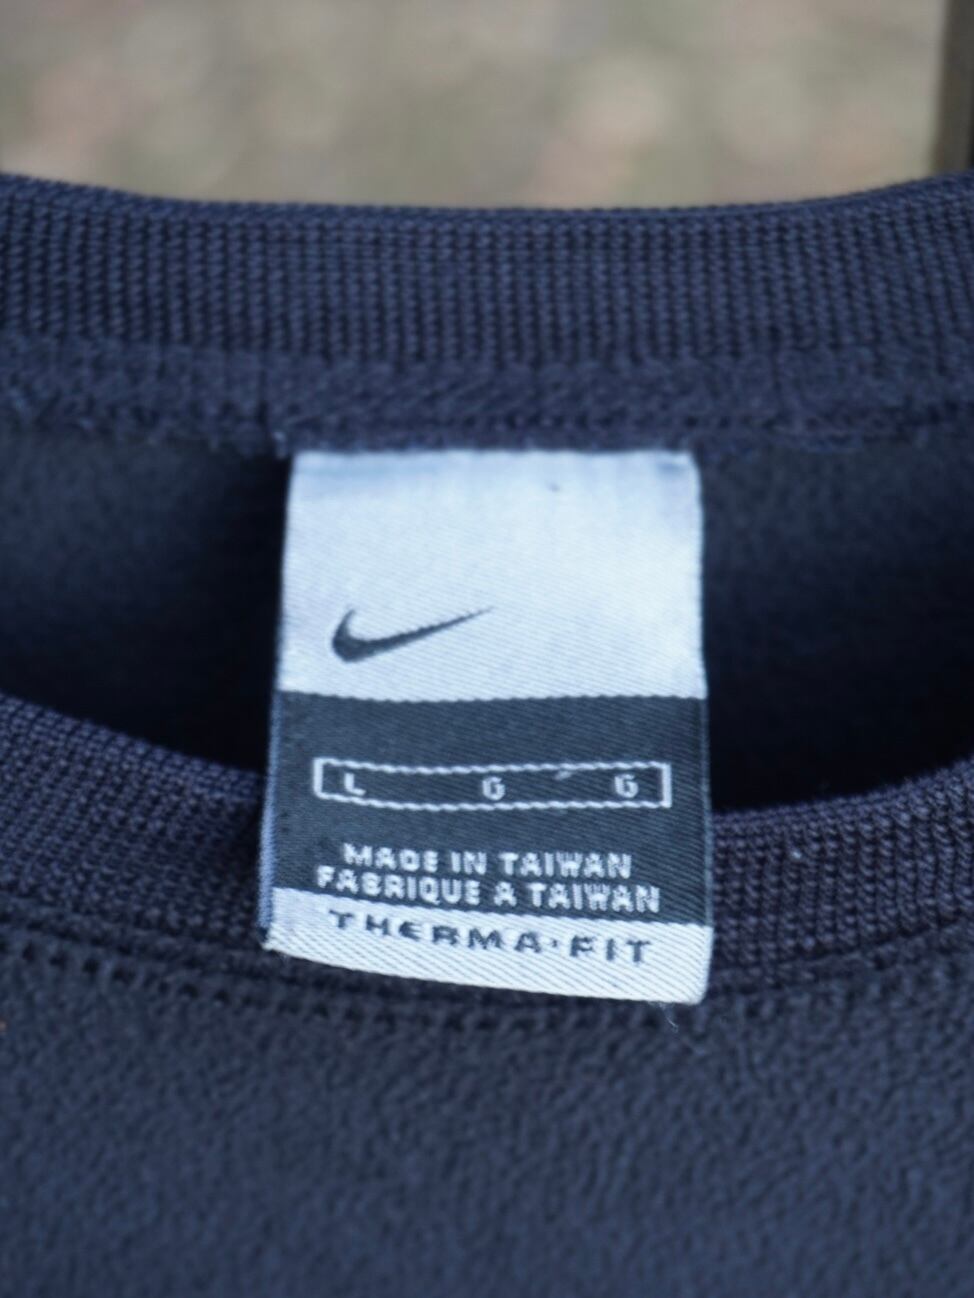 L G G
MADE IN TAIWAN
FABRIQUE A TAIWAN
THERMA·FIT